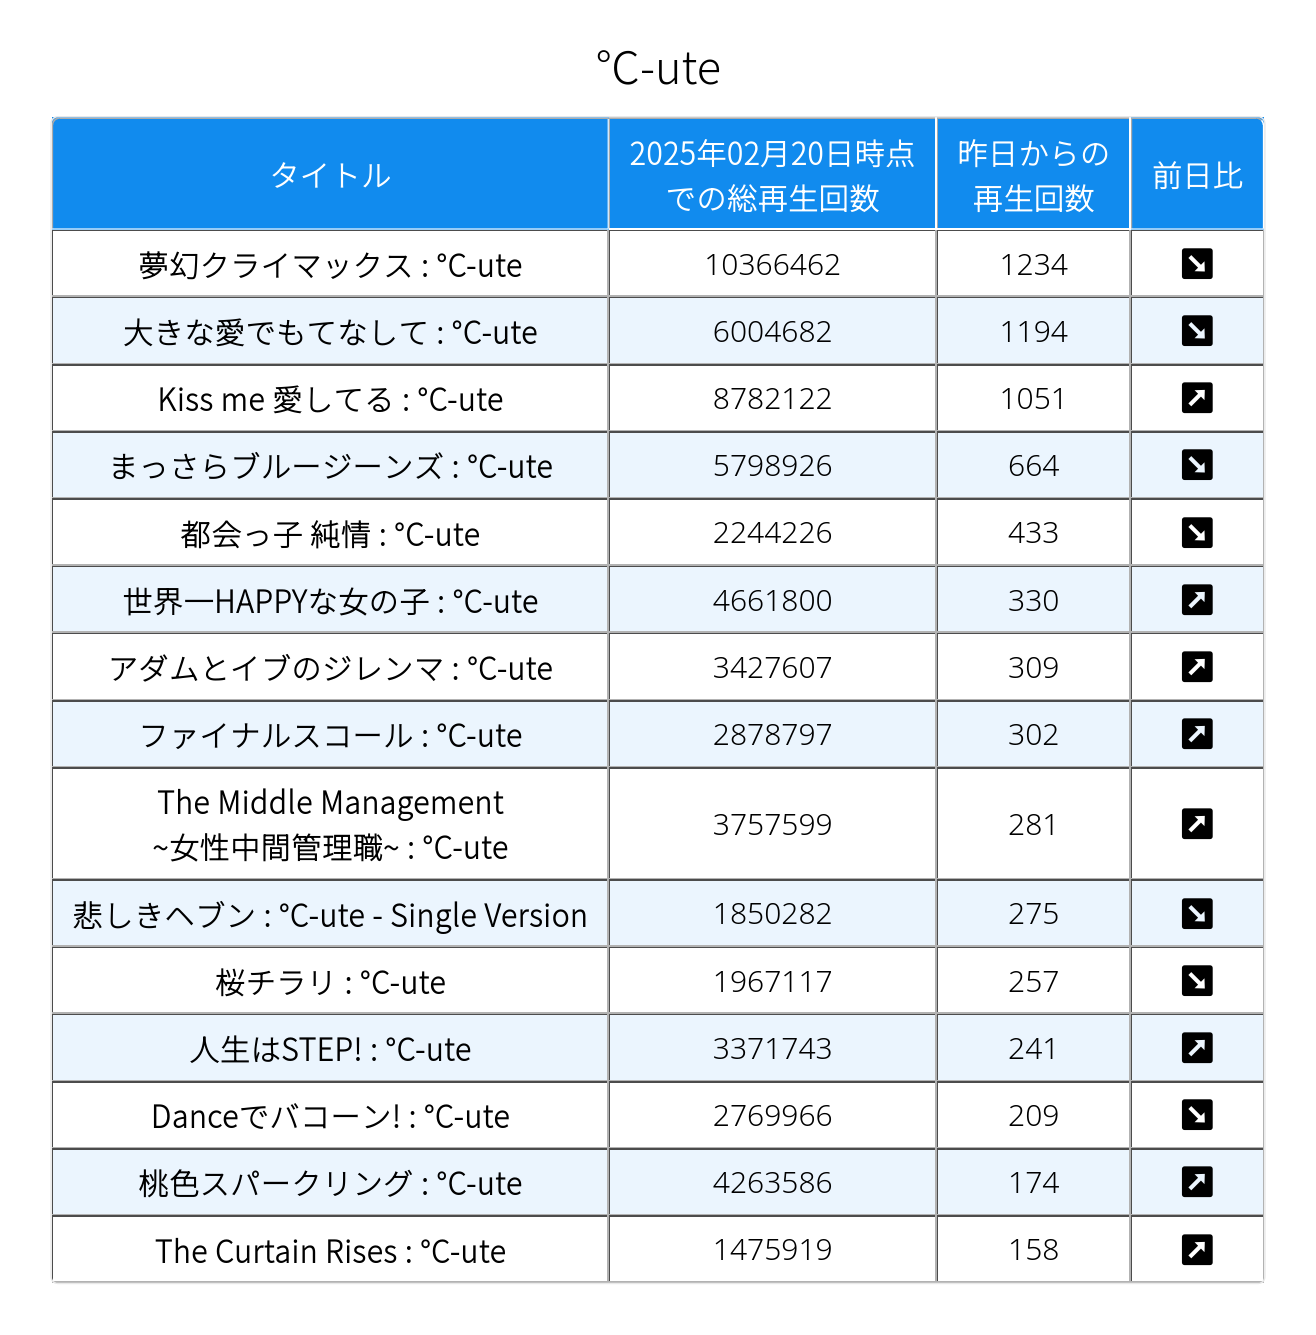 ℃-ute
タイトル
2025年02月20日時点
での総再生回数
昨日からの
再生回数
前日比
夢幻クライマックス : ℃-ute 10366462 1234 ↘
大きな愛でもてなして : ℃-ute 6004682 1194 ↘
Kiss me 愛してる : ℃-ute 8782122 1051 ↗
まっさらブルージーンズ : ℃-ute 5798926 664 ↘
都会っ子 純情 : ℃-ute 2244226 433 ↘
世界一HAPPYな女の子 : ℃-ute 4661800 330 ↗
アダムとイブのジレンマ : ℃-ute 3427607 309 ↗
ファイナルスコール : ℃-ute 2878797 302 ↗
The Middle Management
~女性中間管理職~ : ℃-ute 3757599 281 ↗
悲しきヘブン : ℃-ute - Single Version 1850282 275 ↘
桜チラリ : ℃-ute 1967117 257 ↘
人生はSTEP! : ℃-ute 3371743 241 ↗
Danceでバコーン! : ℃-ute 2769966 209 ↘
桃色スパークリング : ℃-ute 4263586 174 ↗
The Curtain Rises : ℃-ute 1475919 158 ↗